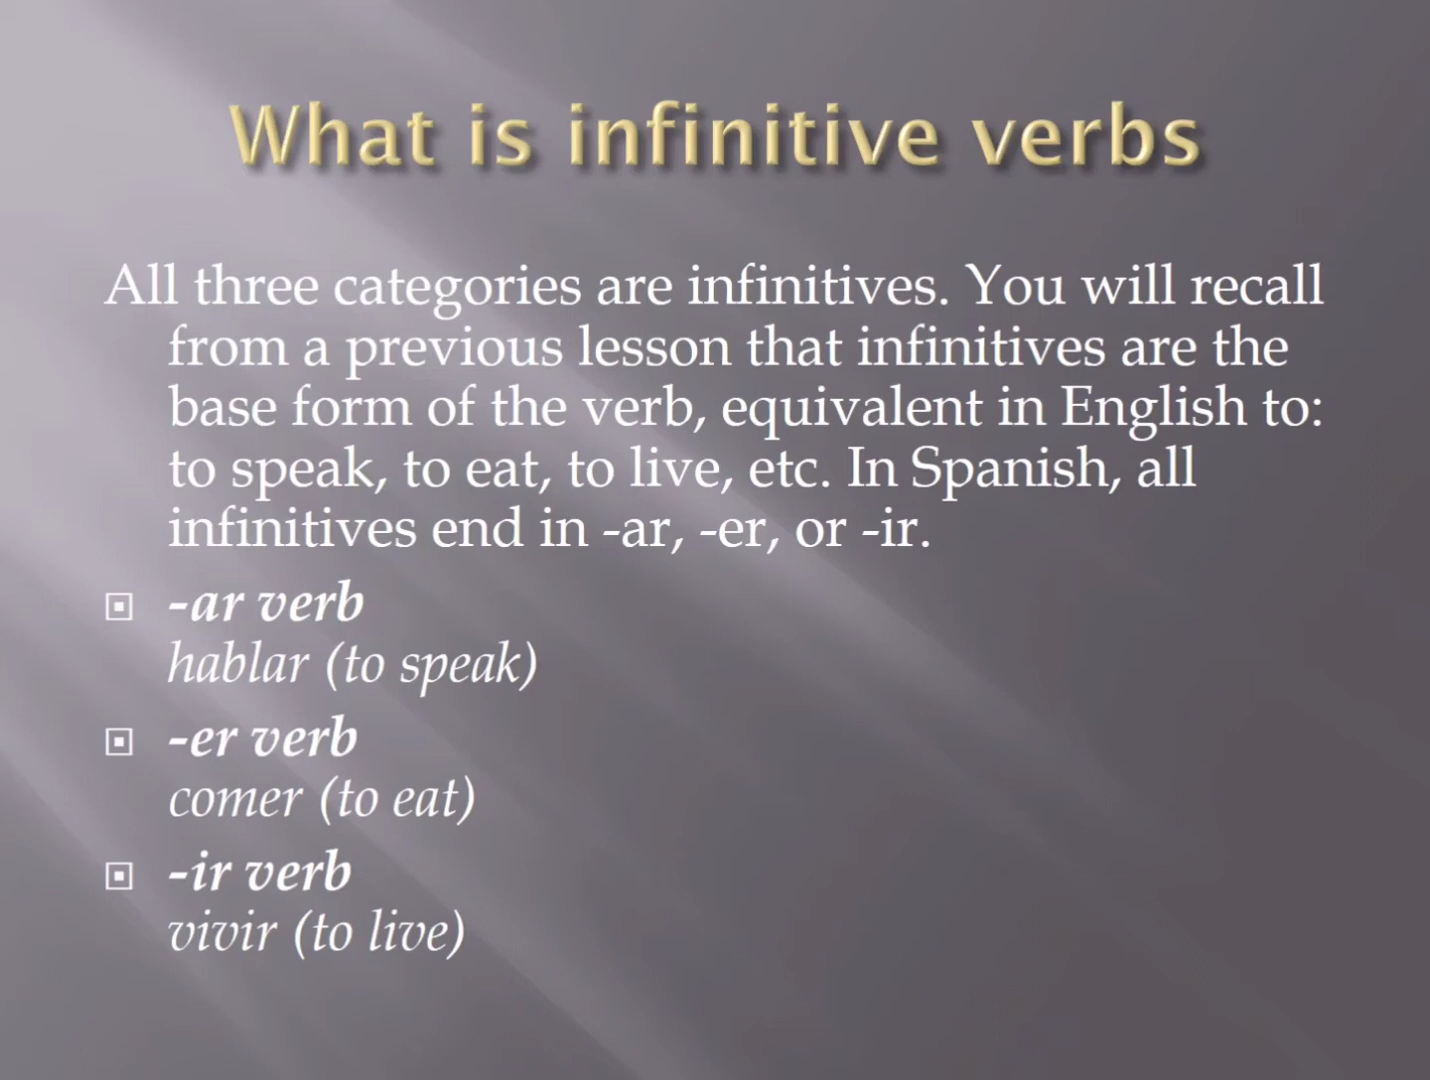 What is infinitive verbs
All three categories are infinitives. You will recall
from a previous lesson that infinitives are the
base form of the verb, equivalent in English to:
to speak, to eat, to live, etc. In Spanish, all
infinitives end in -ar, -er, or -ir.
-ar verb
hablar (to speak)
-er verb
comer (to eat)
-ir verb
vivir (to live)